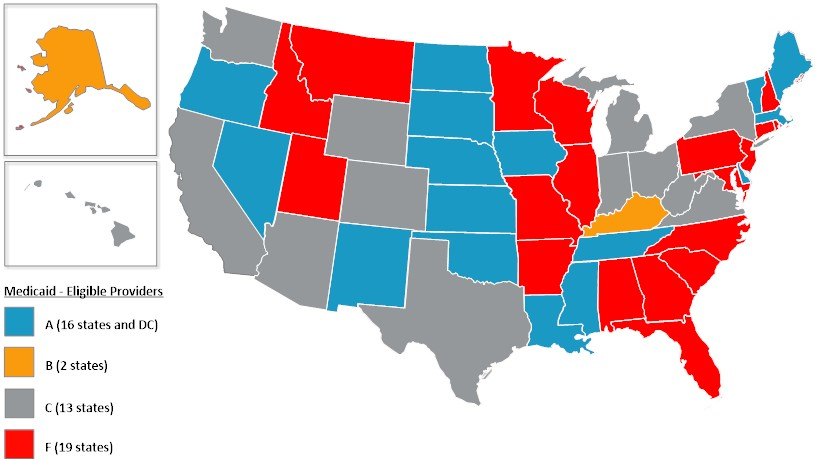 Medicaid - Eligible Providers
A (16 states and DC)
B (2 states)
C (13 states)
F (19 states)